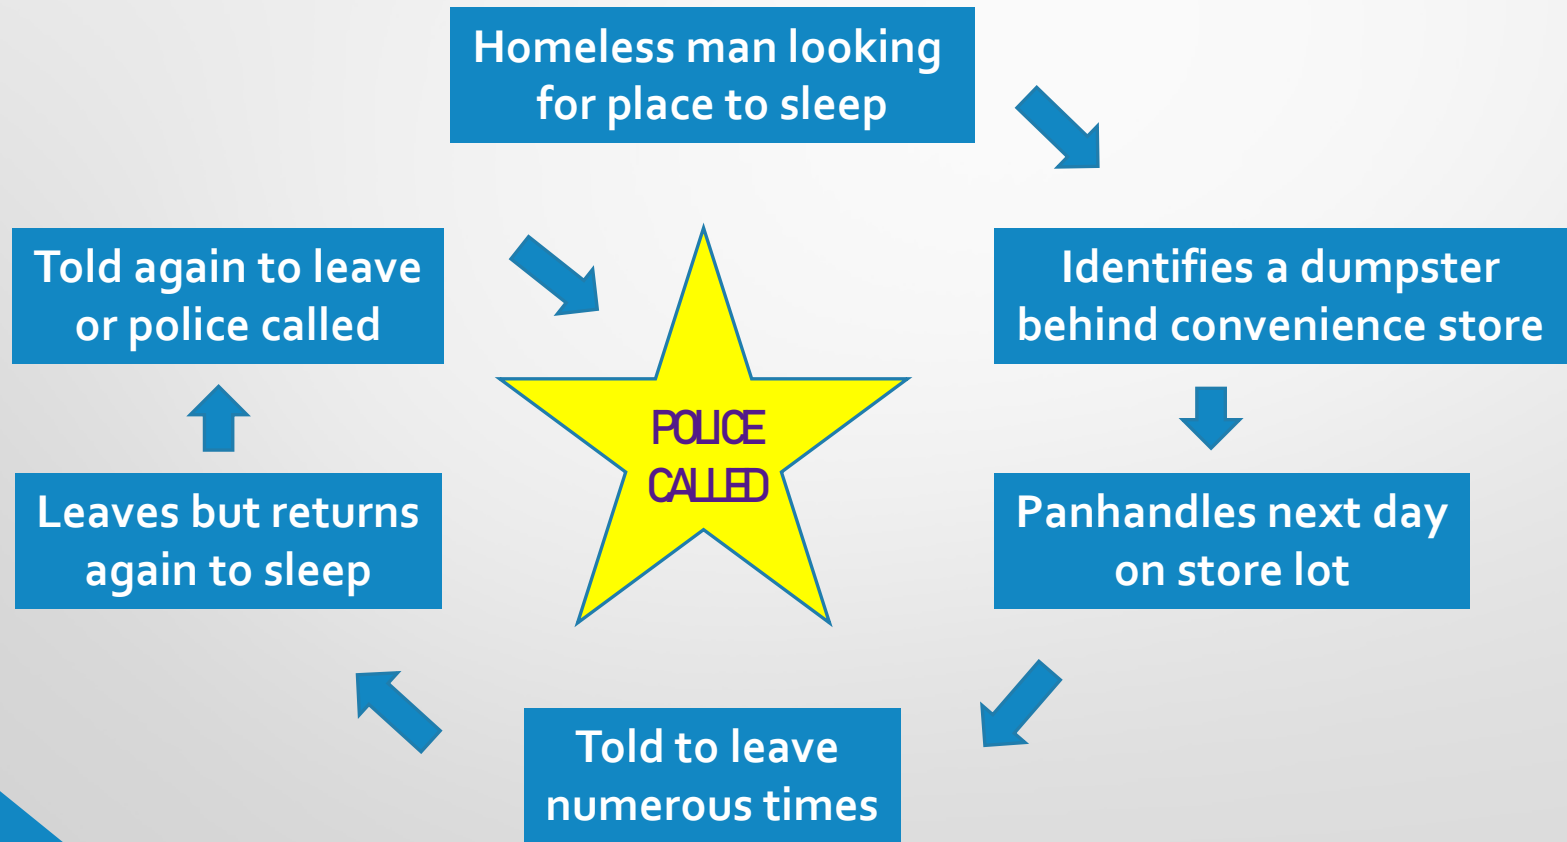 Homeless man looking
for place to sleep
Identifies a dumpster
behind convenience store
Panhandles next day
on store lot
Told to leave
numerous times
Leaves but returns
again to sleep
Told again to leave
or police called
POLICE
CALLED